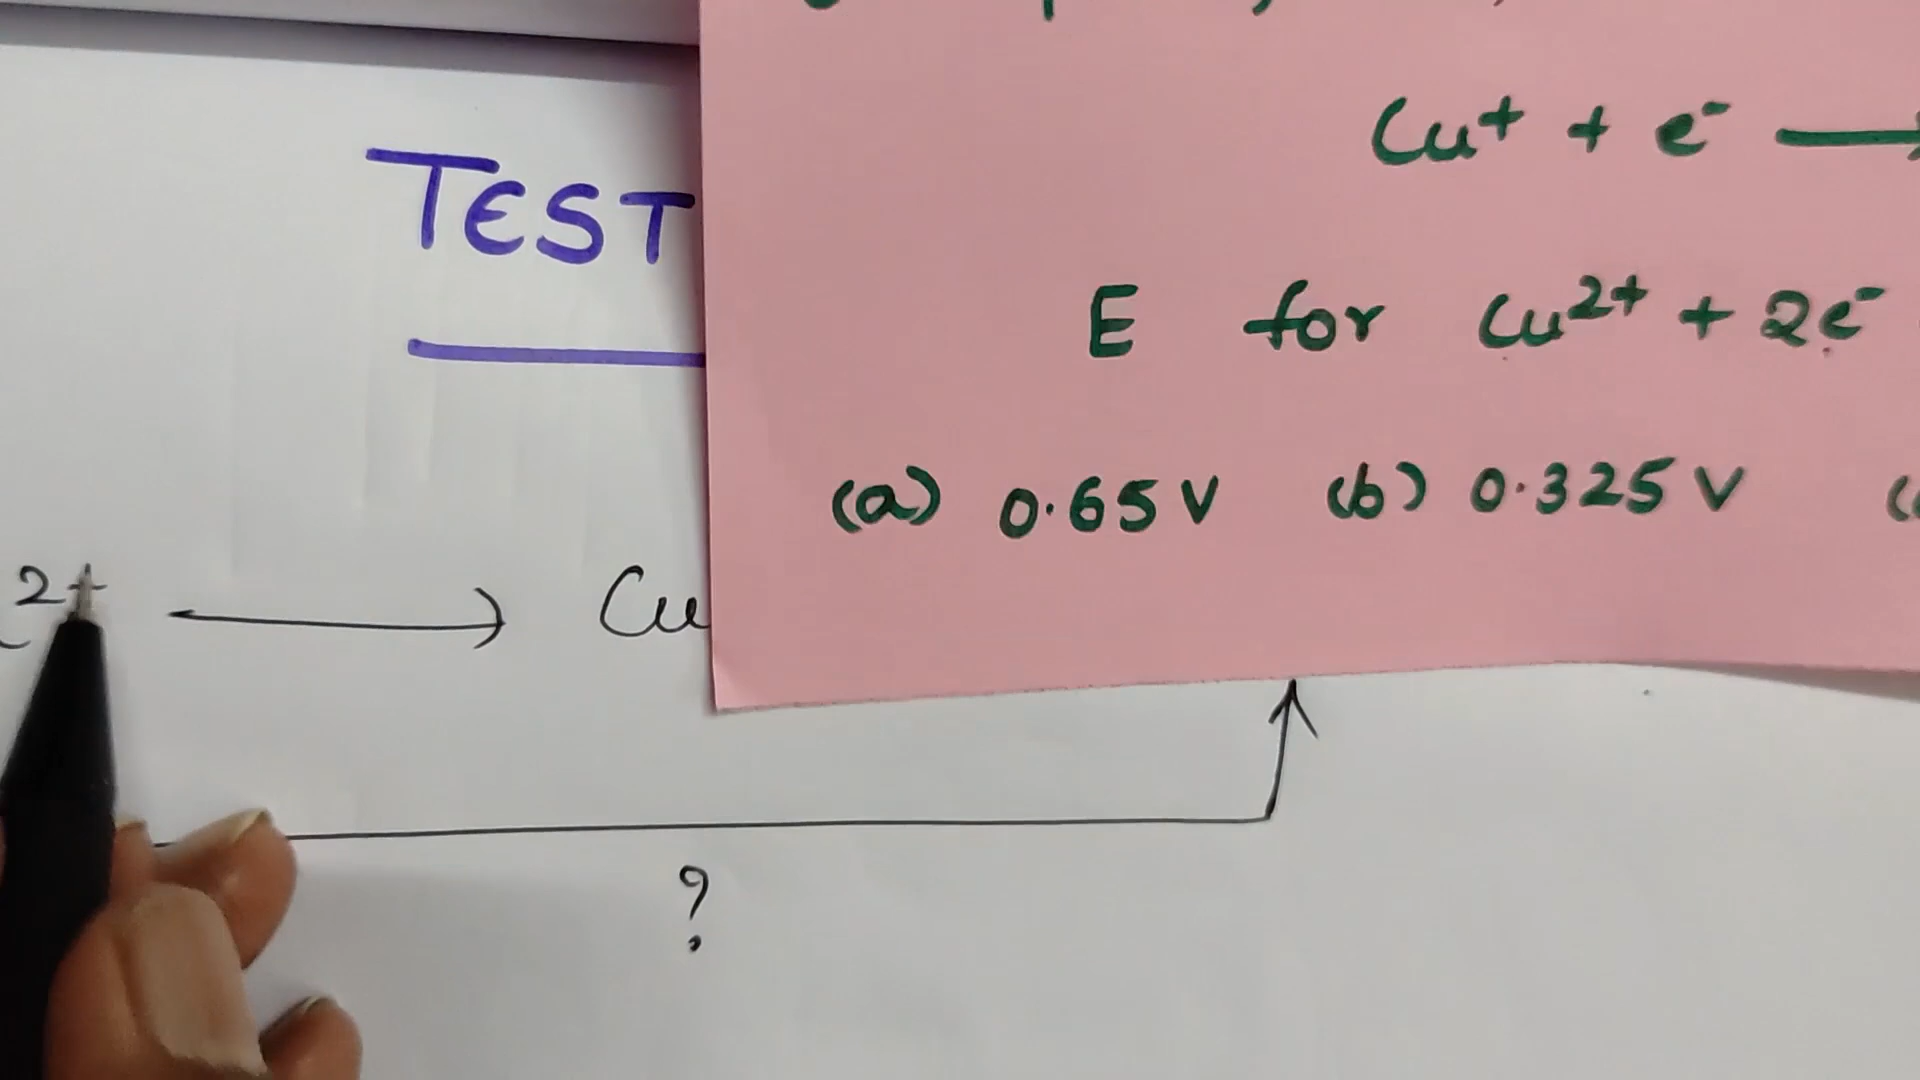 Cu⁺ + e⁻ ⟶
TEST
E for Cu²⁺ + 2e⁻
(a) 0.65 V (b) 0.325 V
²⁺ ⟶ Cu
?